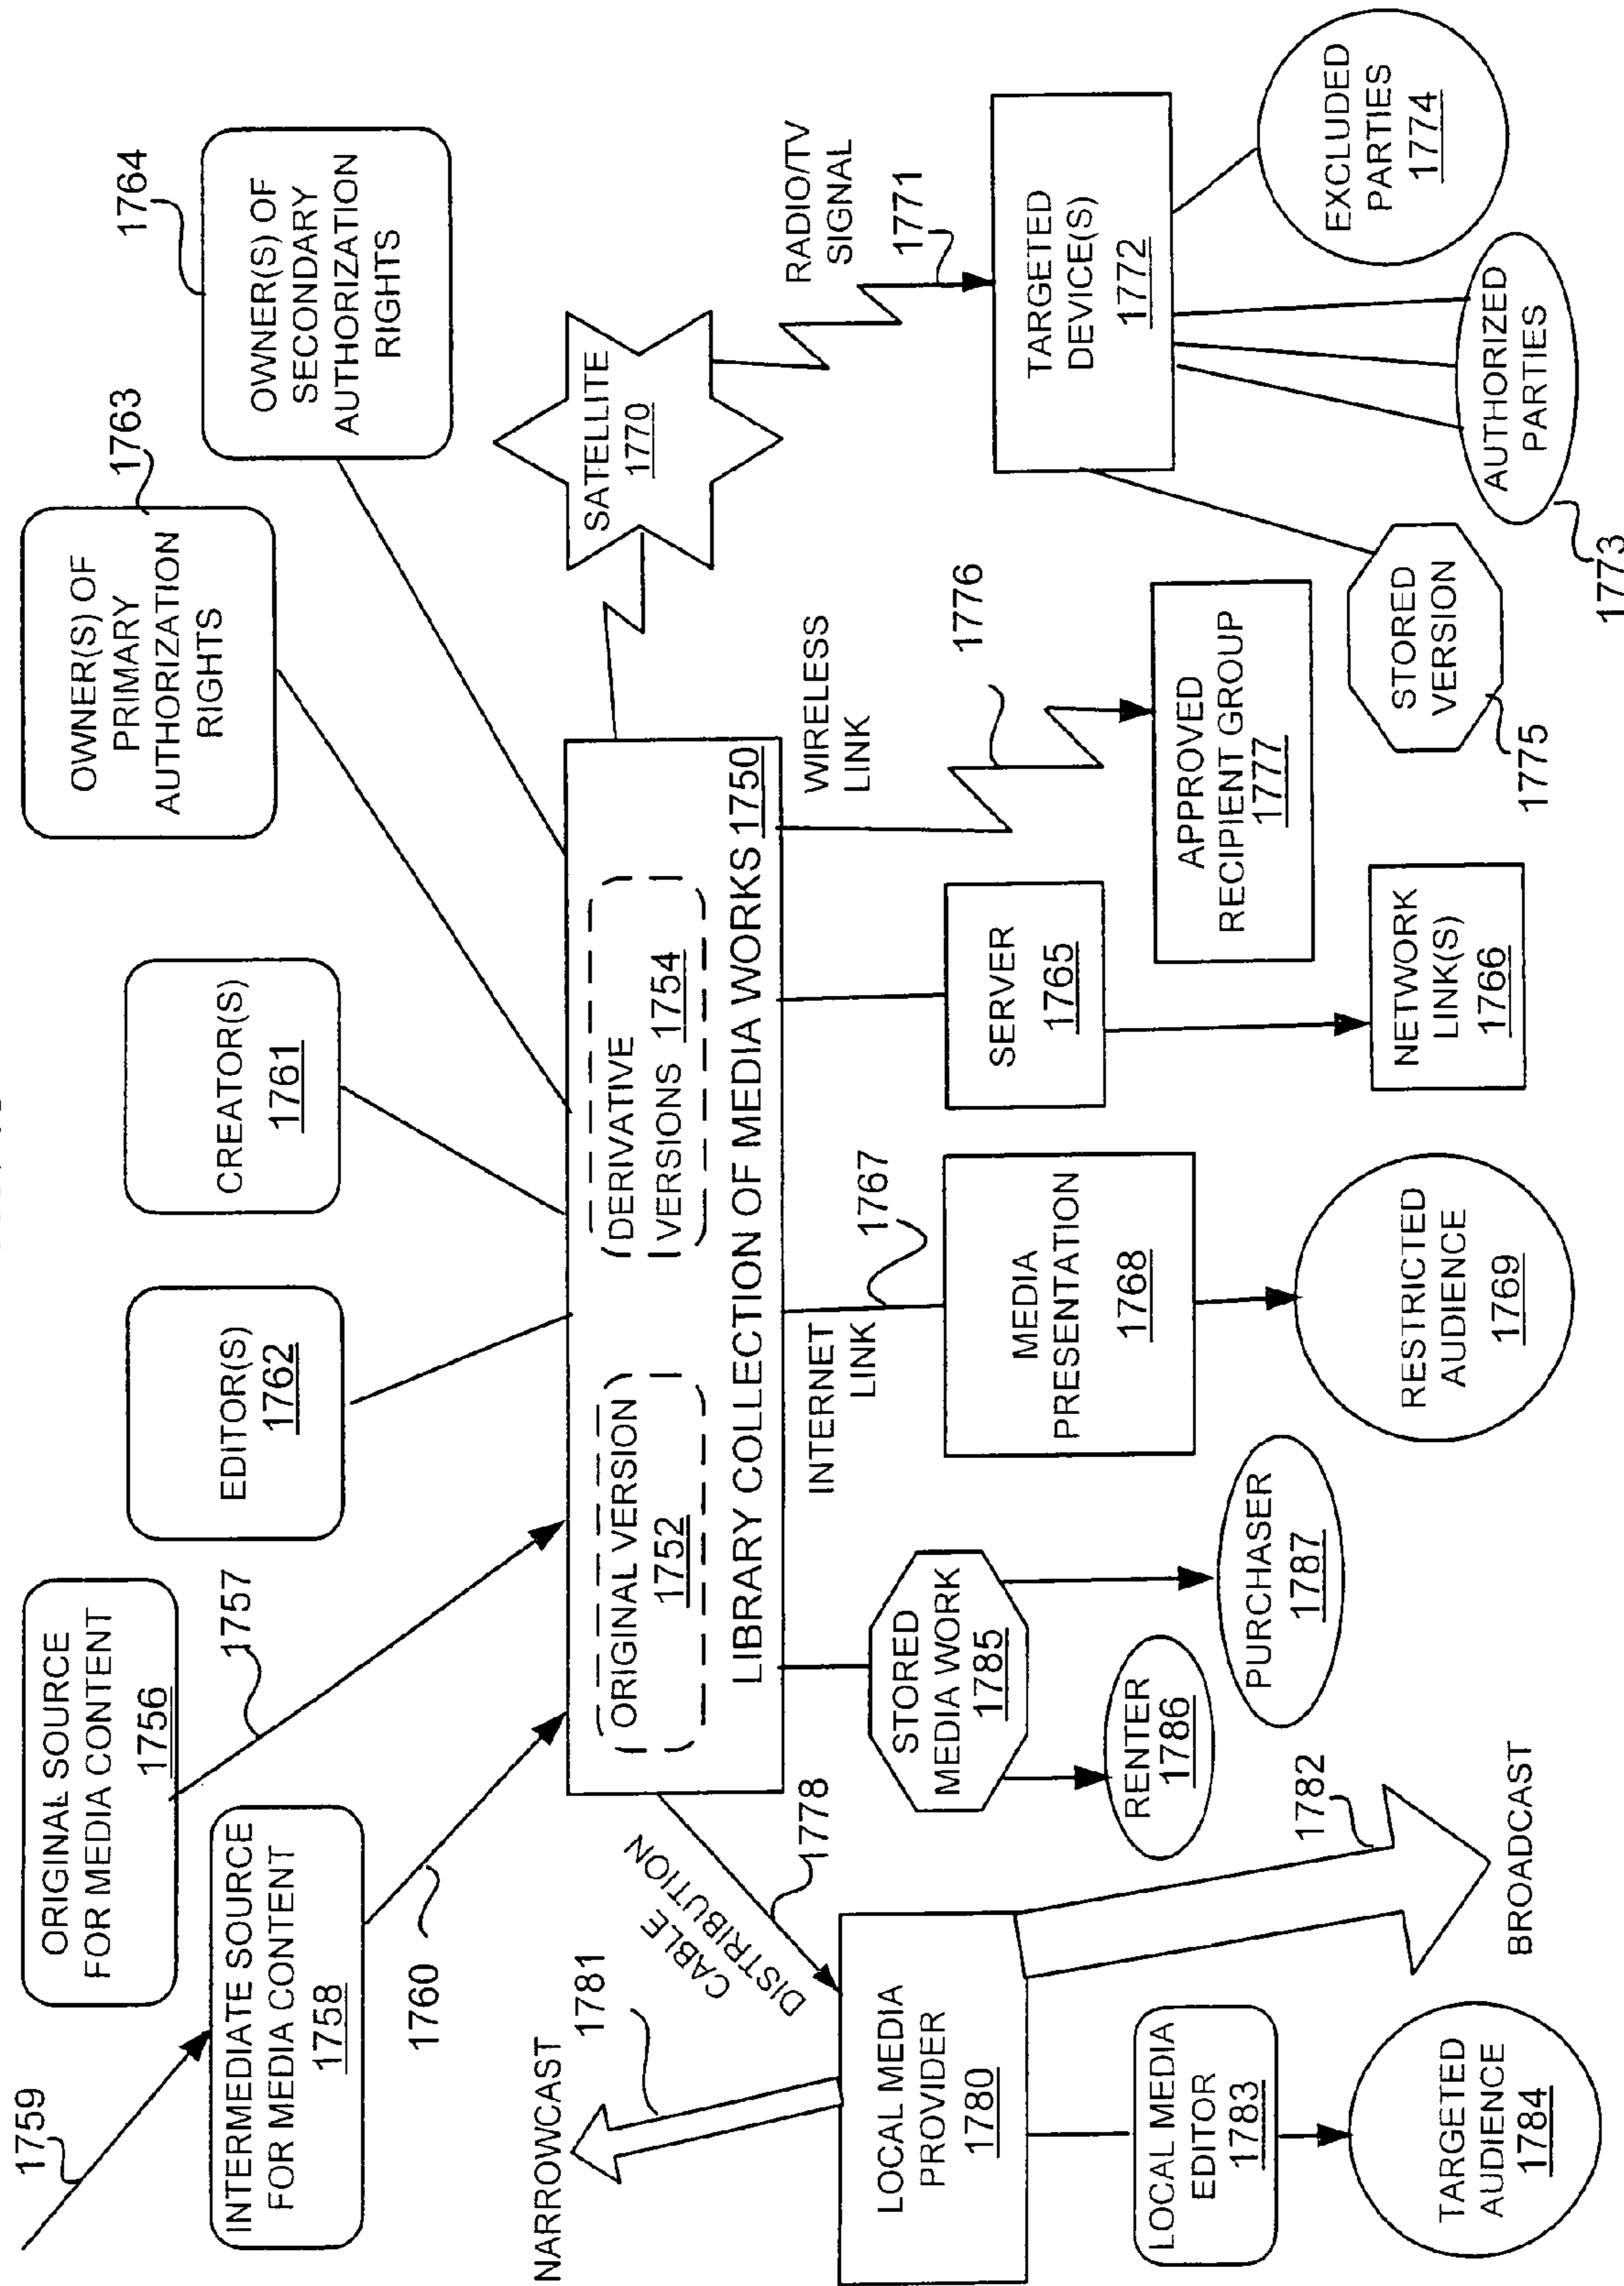 1759
ORIGINAL SOURCE
FOR MEDIA CONTENT
1756
1757
INTERMEDIATE SOURCE
FOR MEDIA CONTENT
1758
1760
EDITOR(S)
1762
CREATOR(S)
1761
OWNER(S) OF
PRIMARY
AUTHORIZATION
RIGHTS
1763
OWNER(S) OF
SECONDARY
AUTHORIZATION
RIGHTS
1764
ORIGINAL VERSION
1752
DERIVATIVE
VERSIONS 1754
LIBRARY COLLECTION OF MEDIA WORKS 1750
SATELLITE
1770
RADIO/TV
SIGNAL
1771
NARROWCAST
1781
CABLE
DISTRIBUTION
1778
LOCAL MEDIA
PROVIDER
1780
LOCAL MEDIA
EDITOR
1783
TARGETED
AUDIENCE
1784
1782
BROADCAST
STORED
MEDIA WORK
1785
RENTER
1786
PURCHASER
1787
INTERNET
LINK
1767
MEDIA
PRESENTATION
1768
RESTRICTED
AUDIENCE
1769
SERVER
1765
NETWORK
LINK(S)
1766
WIRELESS
LINK
1776
APPROVED
RECIPIENT GROUP
1777
TARGETED
DEVICE(S)
1772
STORED
VERSION
1775
AUTHORIZED
PARTIES
1773
EXCLUDED
PARTIES
1774